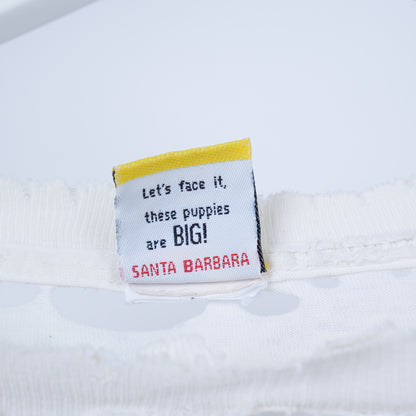 Let's face it,
these puppies
are BIG!
SANTA BARBARA